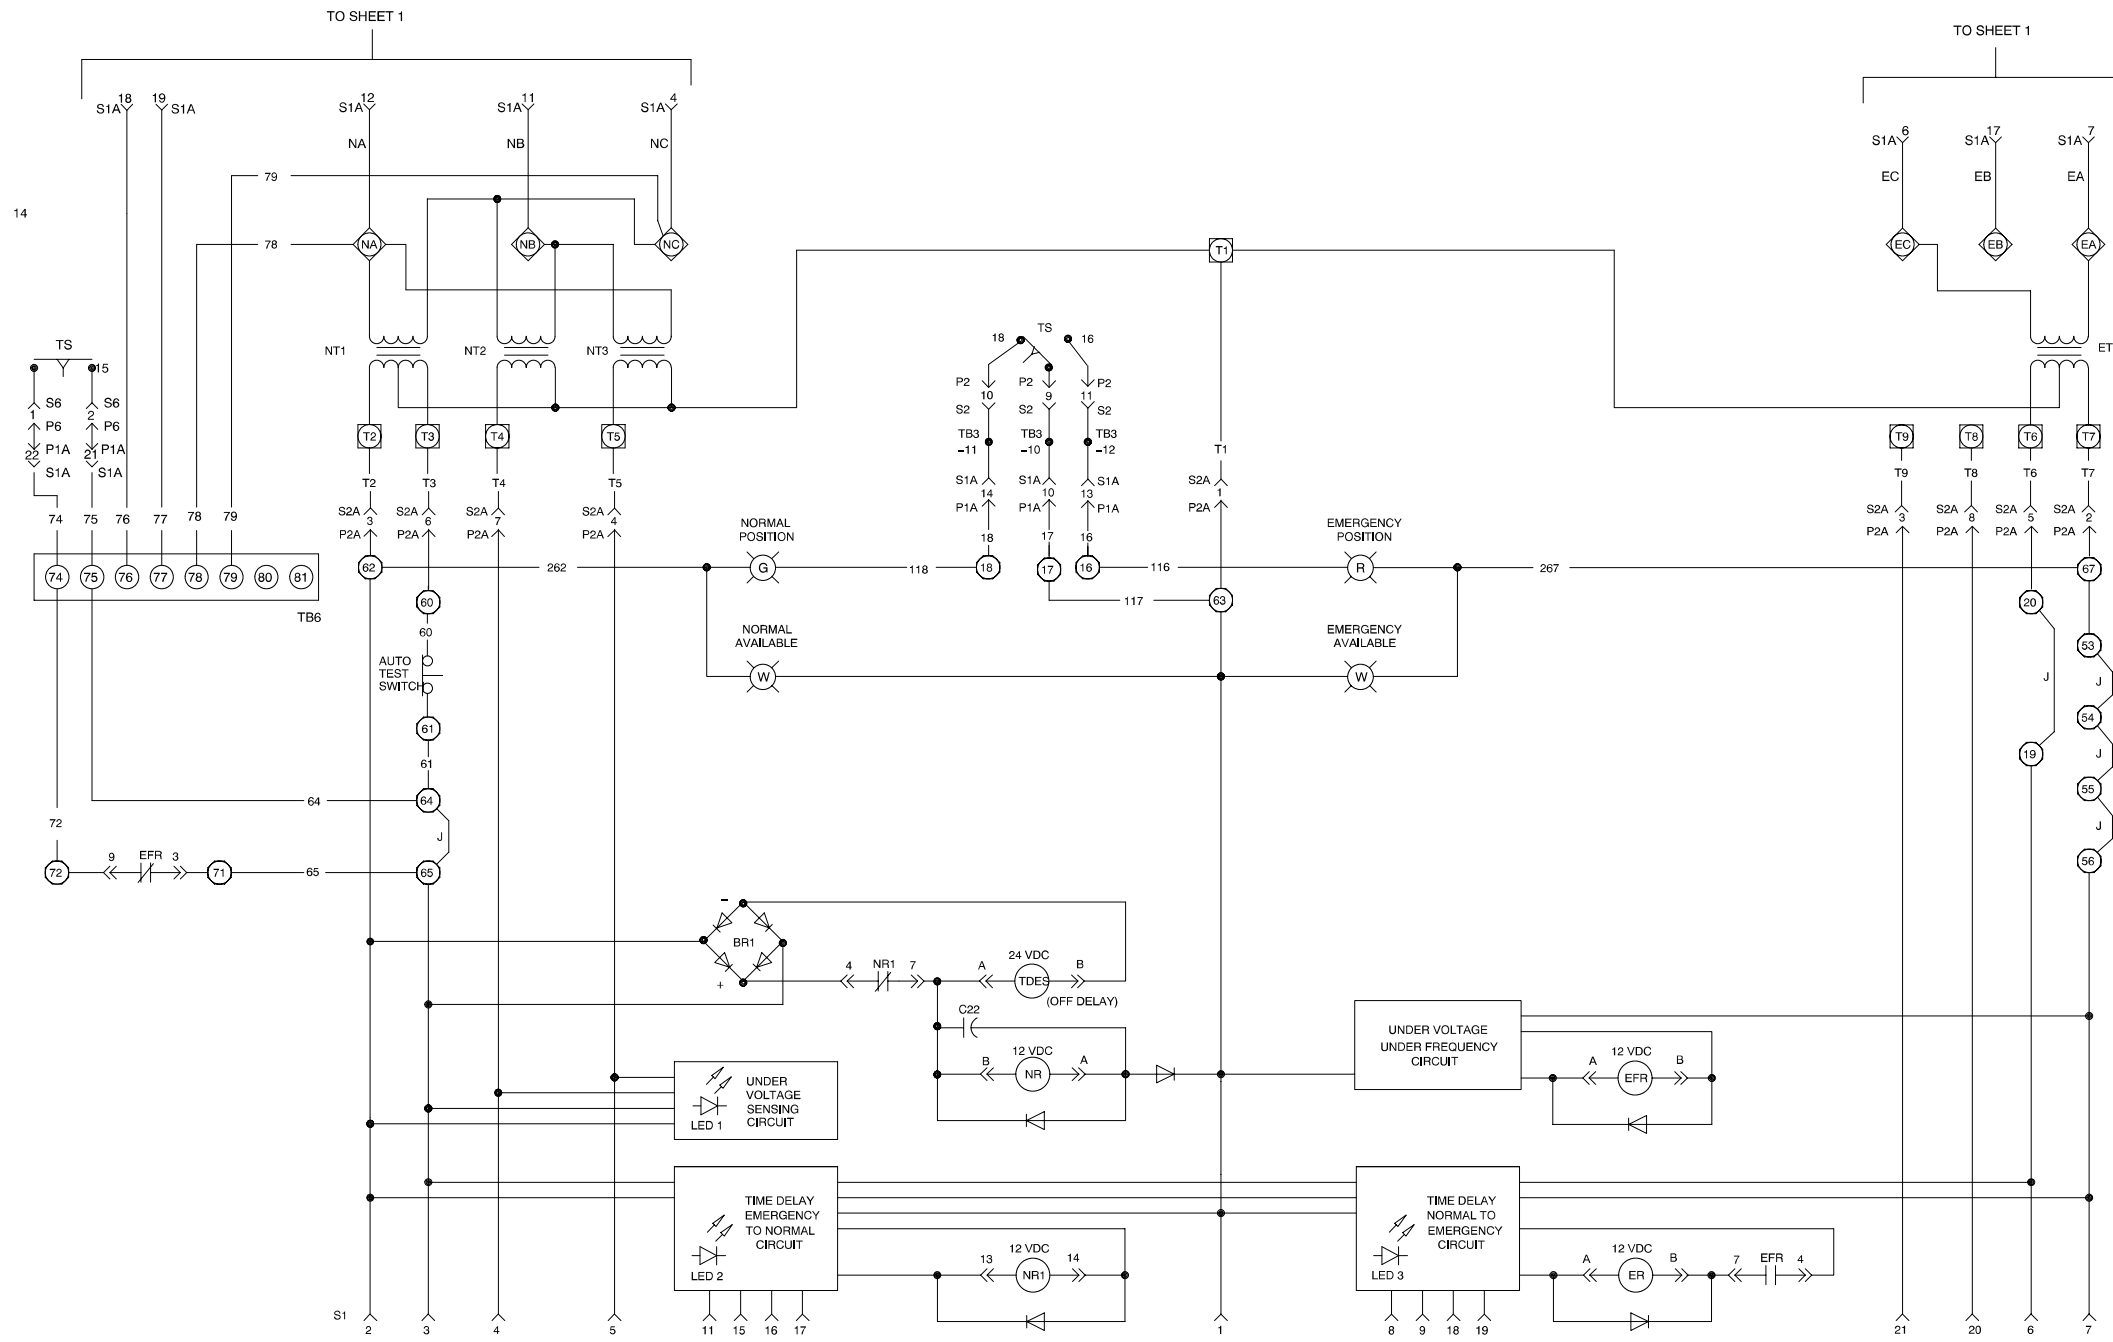 TO SHEET 1
TO SHEET 1
18 19 12 11 4
S1A S1A S1A S1A S1A
6 17 7
S1A S1A S1A
NA NB NC
EC EB EA
79
14
78 NA NB NC T1 EC EB EA
TS
15
NT1 NT2 NT3
18 TS 16
ET
S6 S6
1 2
P6 P6
P1A P1A
22 21
S1A S1A
P2 P2 P2
10 9 11
S2 S2 S2
TB3 TB3 TB3
-11 -10 -12
T2 T3 T4 T5
T9 T8 T6 T7
T1
T2 T3 T4 T5
T9 T8 T6 T7
S1A S1A S1A
14 10 13
P1A P1A P1A
S2A
1
P2A
S2A S2A S2A S2A
3 6 7 4
P2A P2A P2A P2A
S2A S2A S2A S2A
3 8 5 2
P2A P2A P2A P2A
74 75 76 77 78 79
NORMAL
POSITION
EMERGENCY
POSITION
18 17 16
74 75 76 77 78 79 80 81
TB6
62 262 G 118 18 17 16 116 R 267 67
60 117 63 20
60
NORMAL
AVAILABLE
EMERGENCY
AVAILABLE
W W
AUTO
TEST
SWITCH
53
J
J
54
61
61
19
J
55
64 64
J
72
J
56
72 9 EFR 3 71 65 65
-
BR1
+
4 NR1 7
24 VDC
A TDES B
(OFF DELAY)
C22
12 VDC
B NR A
UNDER VOLTAGE
UNDER FREQUENCY
CIRCUIT
12 VDC
A EFR B
UNDER
VOLTAGE
SENSING
CIRCUIT
LED 1
TIME DELAY
EMERGENCY
TO NORMAL
CIRCUIT
LED 2
12 VDC
13 NR1 14
TIME DELAY
NORMAL TO
EMERGENCY
CIRCUIT
LED 3
12 VDC
A ER B 7 EFR 4
S1
2 3 4 5 11 15 16 17 1 8 9 18 19 21 20 6 7